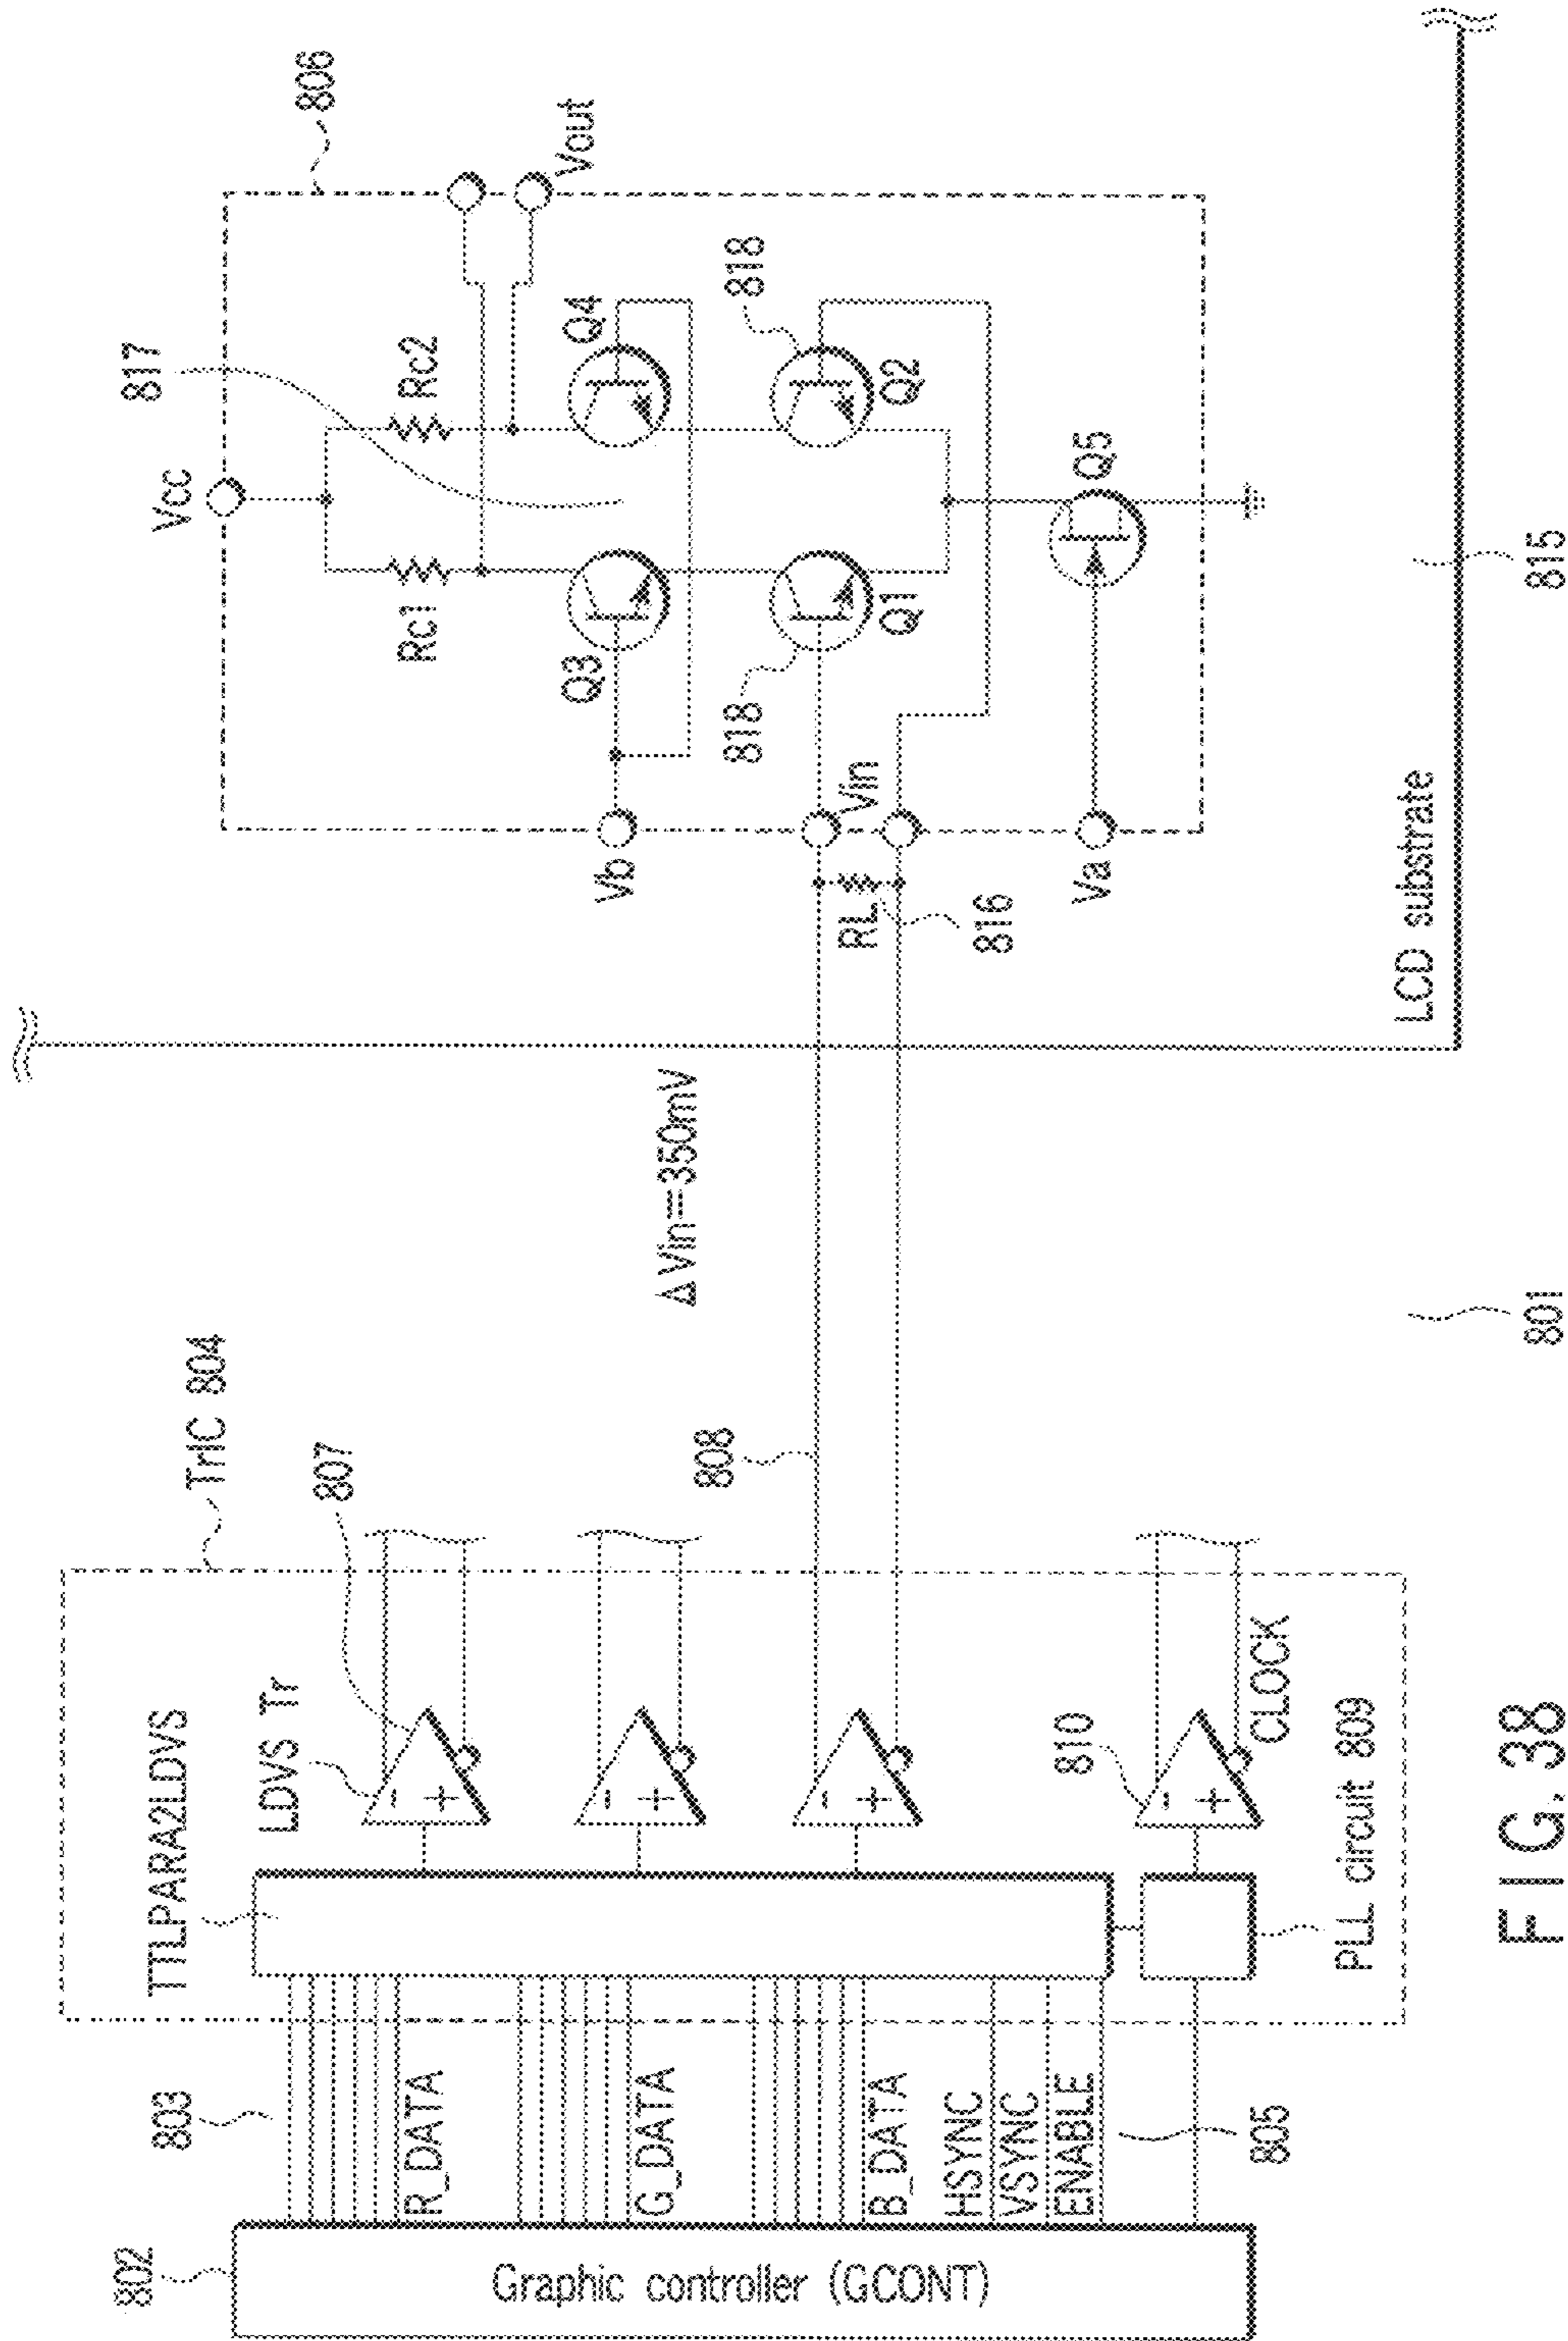 802
Graphic controller (GCONT)
803
R_DATA
G_DATA
B_DATA
HSYNC
VSYNC
ENABLE
805
TrIC 804
TTLPARA2LDVS
LDVS Tr
807
-
+
-
+
-
+
810
-
+
CLOCK
PLL circuit 809
808
ΔVin=350mV
801
LCD substrate
815
806
817
Vcc
Rc1
Rc2
Vout
Q3
Q4
Vb
818
818
Q1
Q2
Vin
RL
816
Va
Q5
FIG. 38